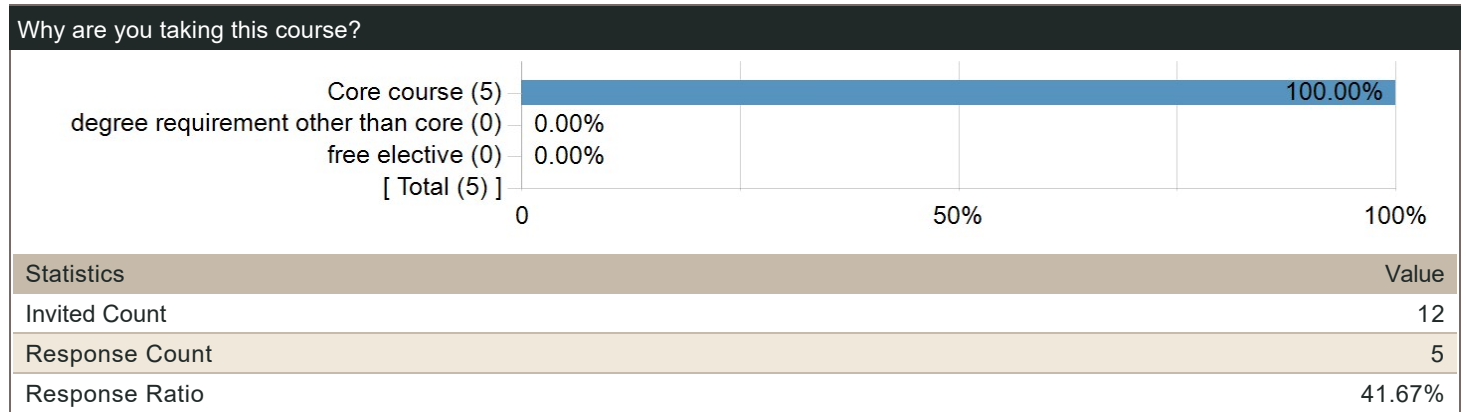 Why are you taking this course?
Core course (5) 100.00%
degree requirement other than core (0) 0.00%
free elective (0) 0.00%
[ Total (5) ]
0 50% 100%
Statistics Value
Invited Count 12
Response Count 5
Response Ratio 41.67%